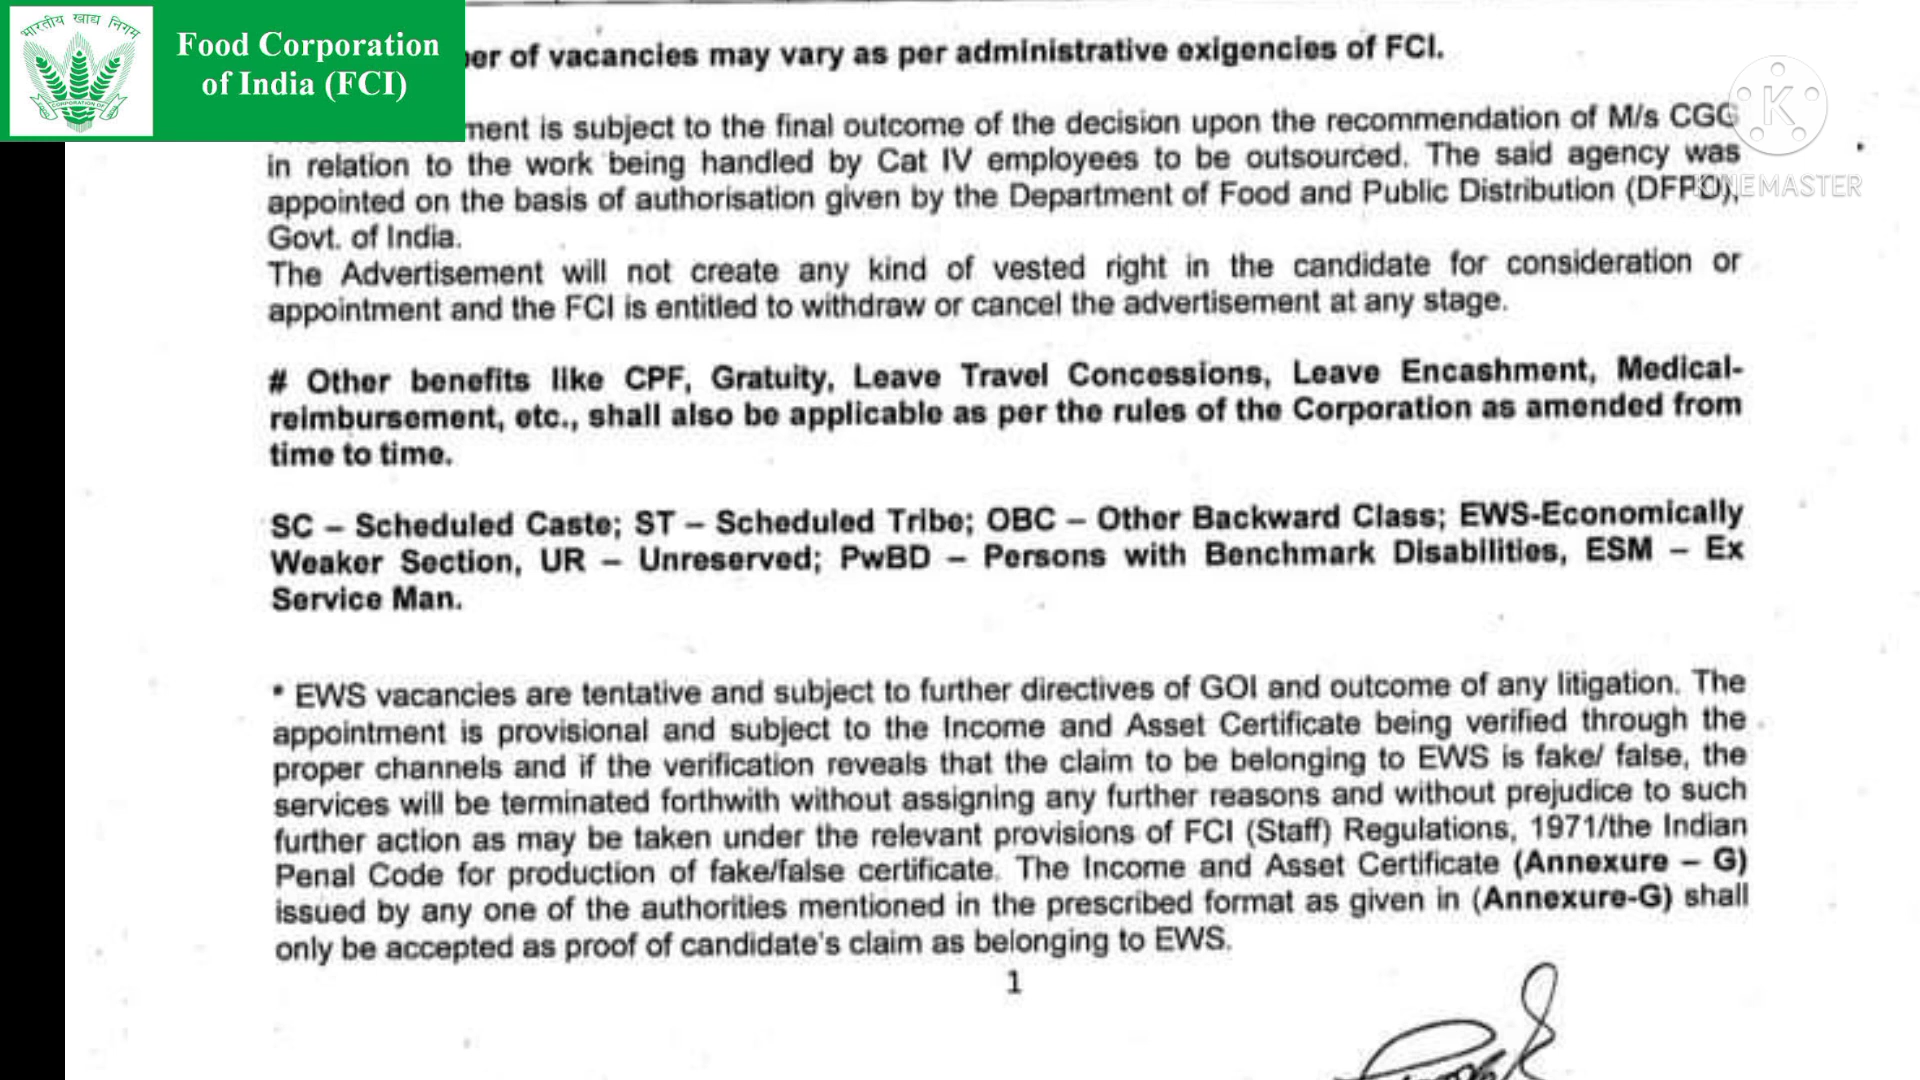 भारतीय खाद्य निगम
CORPORATION OF
Food Corporation
of India (FCI)
of vacancies may vary as per administrative exigencies of FCI.
is subject to the final outcome of the decision upon the recommendation of M/s CGG
in relation to the work being handled by Cat IV employees to be outsourced. The said agency was
appointed on the basis of authorisation given by the Department of Food and Public Distribution (DFPD),
Govt. of India.
The Advertisement will not create any kind of vested right in the candidate for consideration or
appointment and the FCI is entitled to withdraw or cancel the advertisement at any stage.
# Other benefits like CPF, Gratuity, Leave Travel Concessions, Leave Encashment, Medical-
reimbursement, etc., shall also be applicable as per the rules of the Corporation as amended from
time to time.
SC – Scheduled Caste; ST – Scheduled Tribe; OBC – Other Backward Class; EWS-Economically
Weaker Section, UR – Unreserved; PwBD – Persons with Benchmark Disabilities, ESM – Ex
Service Man.
* EWS vacancies are tentative and subject to further directives of GOI and outcome of any litigation. The
appointment is provisional and subject to the Income and Asset Certificate being verified through the
proper channels and if the verification reveals that the claim to be belonging to EWS is fake/ false, the
services will be terminated forthwith without assigning any further reasons and without prejudice to such
further action as may be taken under the relevant provisions of FCI (Staff) Regulations, 1971/the Indian
Penal Code for production of fake/false certificate. The Income and Asset Certificate (Annexure – G)
issued by any one of the authorities mentioned in the prescribed format as given in (Annexure-G) shall
only be accepted as proof of candidate's claim as belonging to EWS.
1
K
KINEMASTER